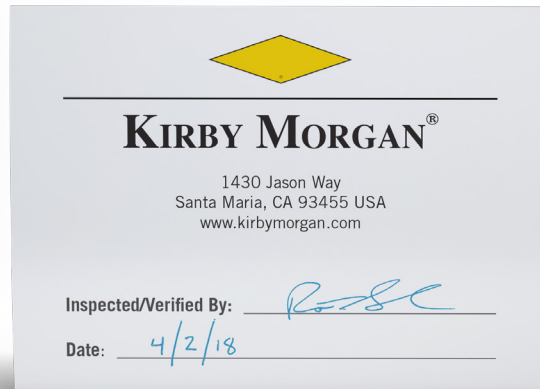 KIRBY MORGAN®
1430 Jason Way
Santa Maria, CA 93455 USA
www.kirbymorgan.com
Inspected/Verified By:
Date: 4/2/18